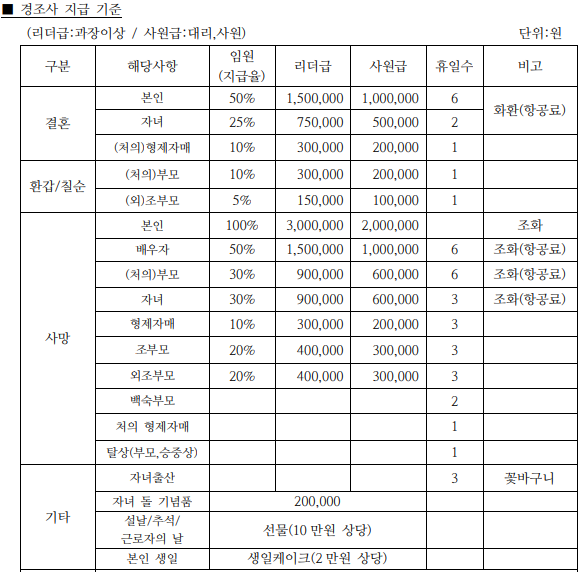 ■ 경조사 지급 기준
(리더급:과장이상 / 사원급:대리,사원) 단위:원
구분 해당사항 임원 (지급율) 리더급 사원급 휴일수 비고
결혼 본인 50% 1,500,000 1,000,000 6 화환(항공료)
자녀 25% 750,000 500,000 2
(처의)형제자매 10% 300,000 200,000 1
환갑/칠순 (처의)부모 10% 300,000 200,000 1
(외)조부모 5% 150,000 100,000 1
사망 본인 100% 3,000,000 2,000,000 조화
배우자 50% 1,500,000 1,000,000 6 조화(항공료)
(처의)부모 30% 900,000 600,000 6 조화(항공료)
자녀 30% 900,000 600,000 3 조화(항공료)
형제자매 10% 300,000 200,000 3
조부모 20% 400,000 300,000 3
외조부모 20% 400,000 300,000 3
백숙부모 2
처의 형제자매 1
탈상(부모,승중상) 1
기타 자녀출산 3 꽃바구니
자녀 돌 기념품 200,000
설날/추석/
근로자의 날 선물(10만원 상당)
본인 생일 생일케이크(2만원 상당)